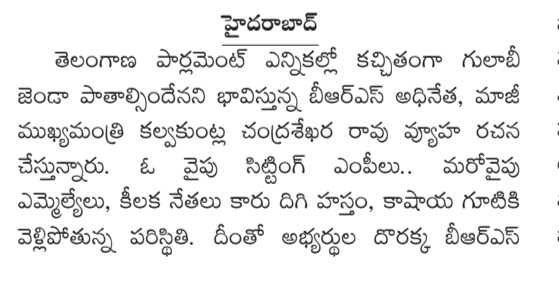 హైదరాబాద్
తెలంగాణ పార్లమెంట్ ఎన్నికల్లో కచ్చితంగా గులాబీ
జెండా పాతాల్సిందేనని భావిస్తున్న బీఆర్ఎస్ అధినేత, మాజీ
ముఖ్యమంత్రి కల్వకుంట్ల చంద్రశేఖర రావు వ్యూహ రచన
చేస్తున్నారు. ఓ వైపు సిట్టింగ్ ఎంపీలు.. మరోవైపు
ఎమ్మెల్యేలు, కీలక నేతలు కారు దిగి హస్తం, కాషాయ గూటికి
వెళ్లిపోతున్న పరిస్థితి. దీంతో అభ్యర్థుల దొరక్క బీఆర్ఎస్